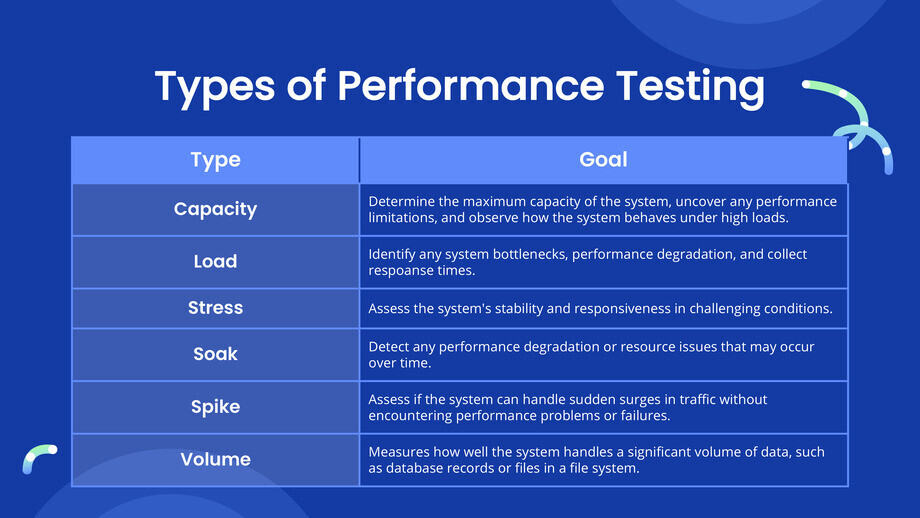 Types of Performance Testing
Type
Goal
Capacity
Determine the maximum capacity of the system, uncover any performance
limitations, and observe how the system behaves under high loads.
Load
Identify any system bottlenecks, performance degradation, and collect
respoanse times.
Stress
Assess the system's stability and responsiveness in challenging conditions.
Soak
Detect any performance degradation or resource issues that may occur
over time.
Spike
Assess if the system can handle sudden surges in traffic without
encountering performance problems or failures.
Volume
Measures how well the system handles a significant volume of data, such
as database records or files in a file system.